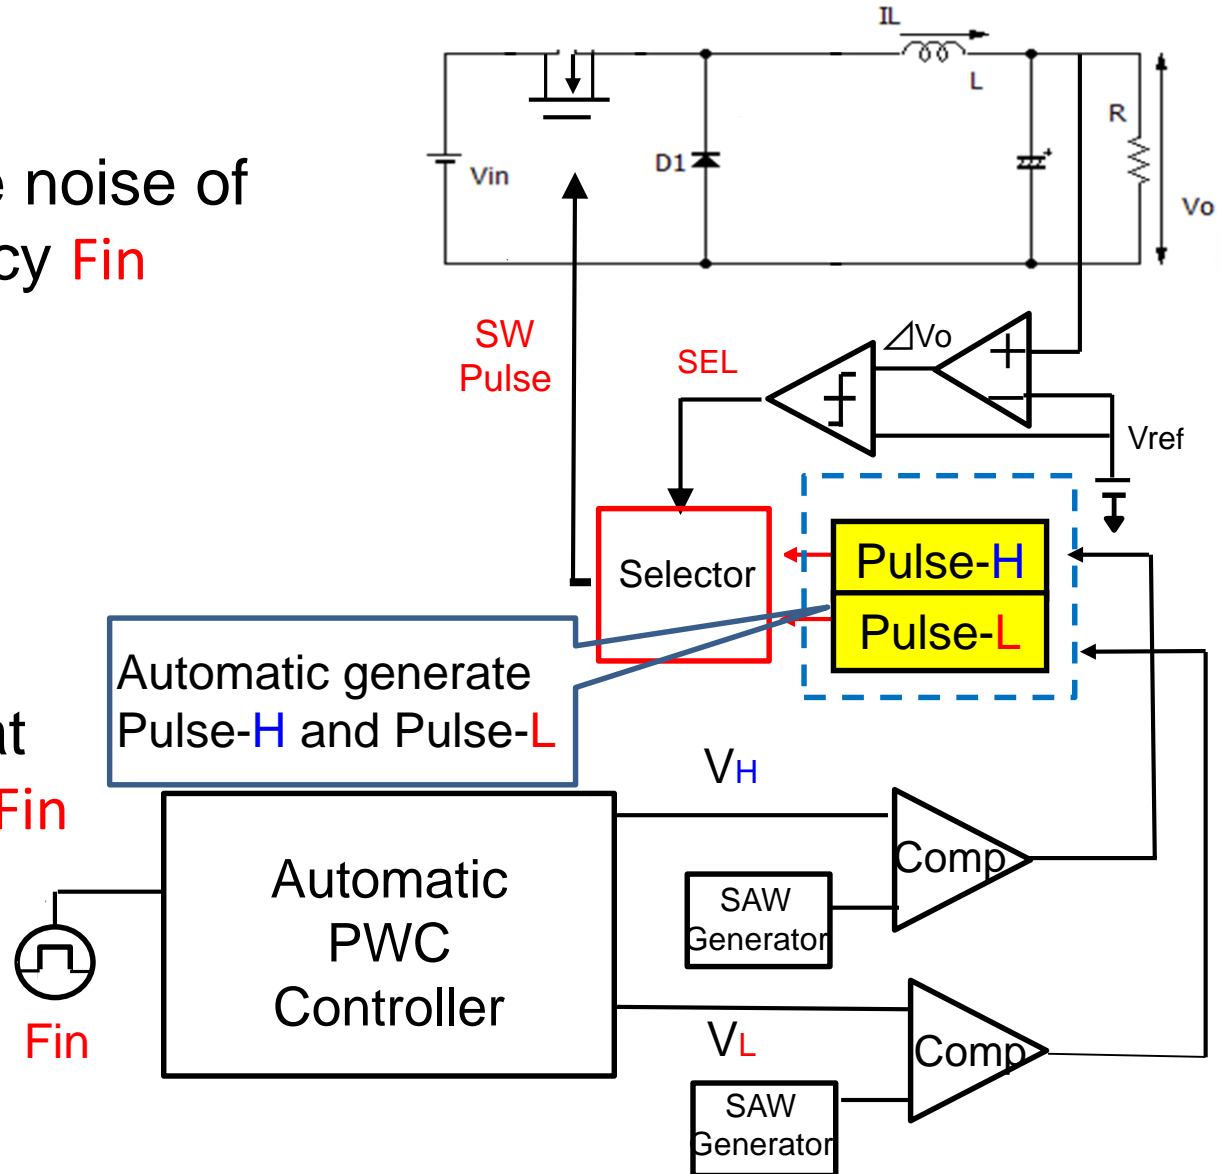 IL
L
R
Vin
D1
+
Vo
e noise of
cy Fin
SW
Pulse
SEL
⊿Vo
+
−
Vref
Selector
Pulse-H
Pulse-L
Automatic generate
Pulse-H and Pulse-L
at
Fin
VH
Comp
SAW
Generator
Automatic
PWC
Controller
Fin
VL
Comp
SAW
Generator